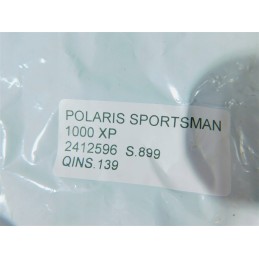 POLARIS SPORTSMAN
1000 XP
2412596 S.899
QINS.139